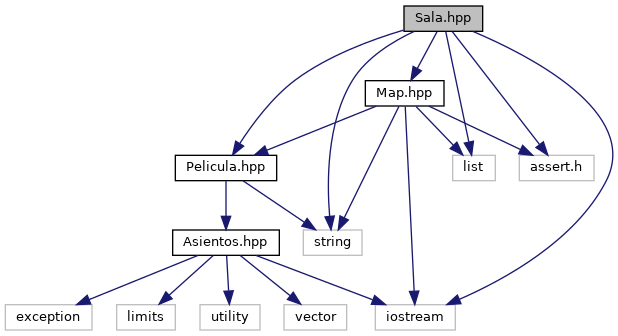 Sala.hpp
Map.hpp
Pelicula.hpp
list
assert.h
Asientos.hpp
string
exception
limits
utility
vector
iostream